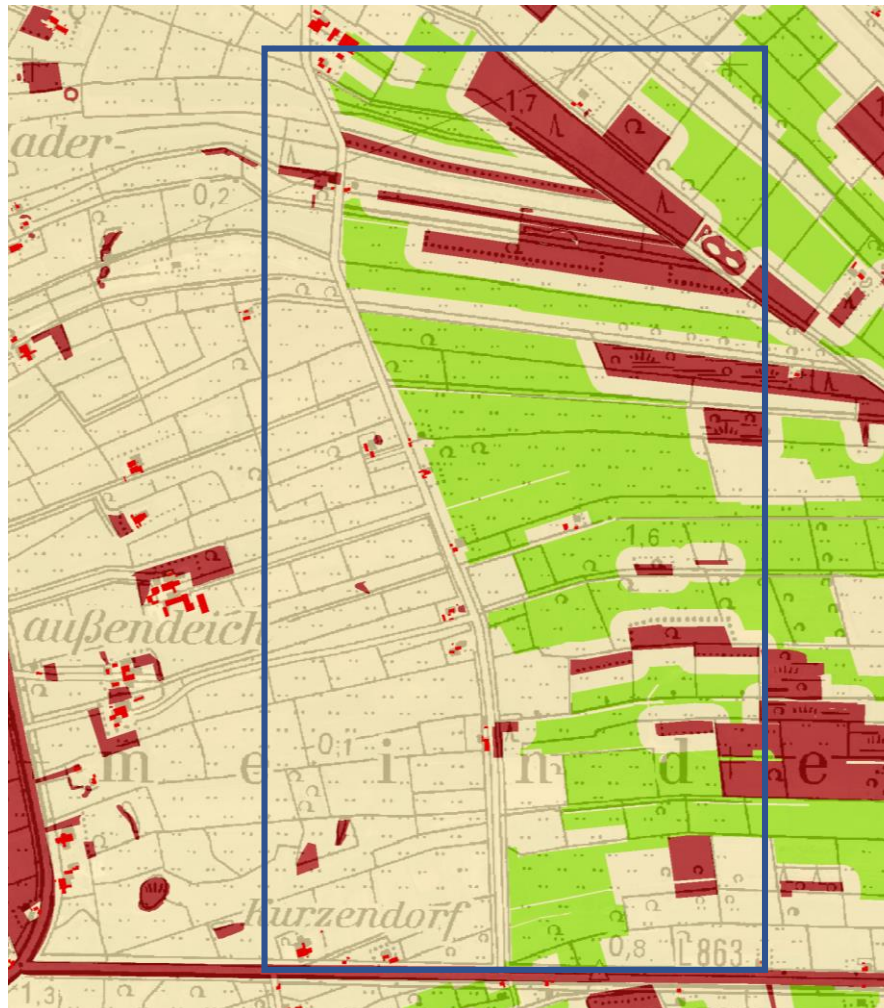 1,7
ader-
0,2
P
1,6
außendeich
0,1
m e i n d e
Kurzendorf
0,8 L863
1,3